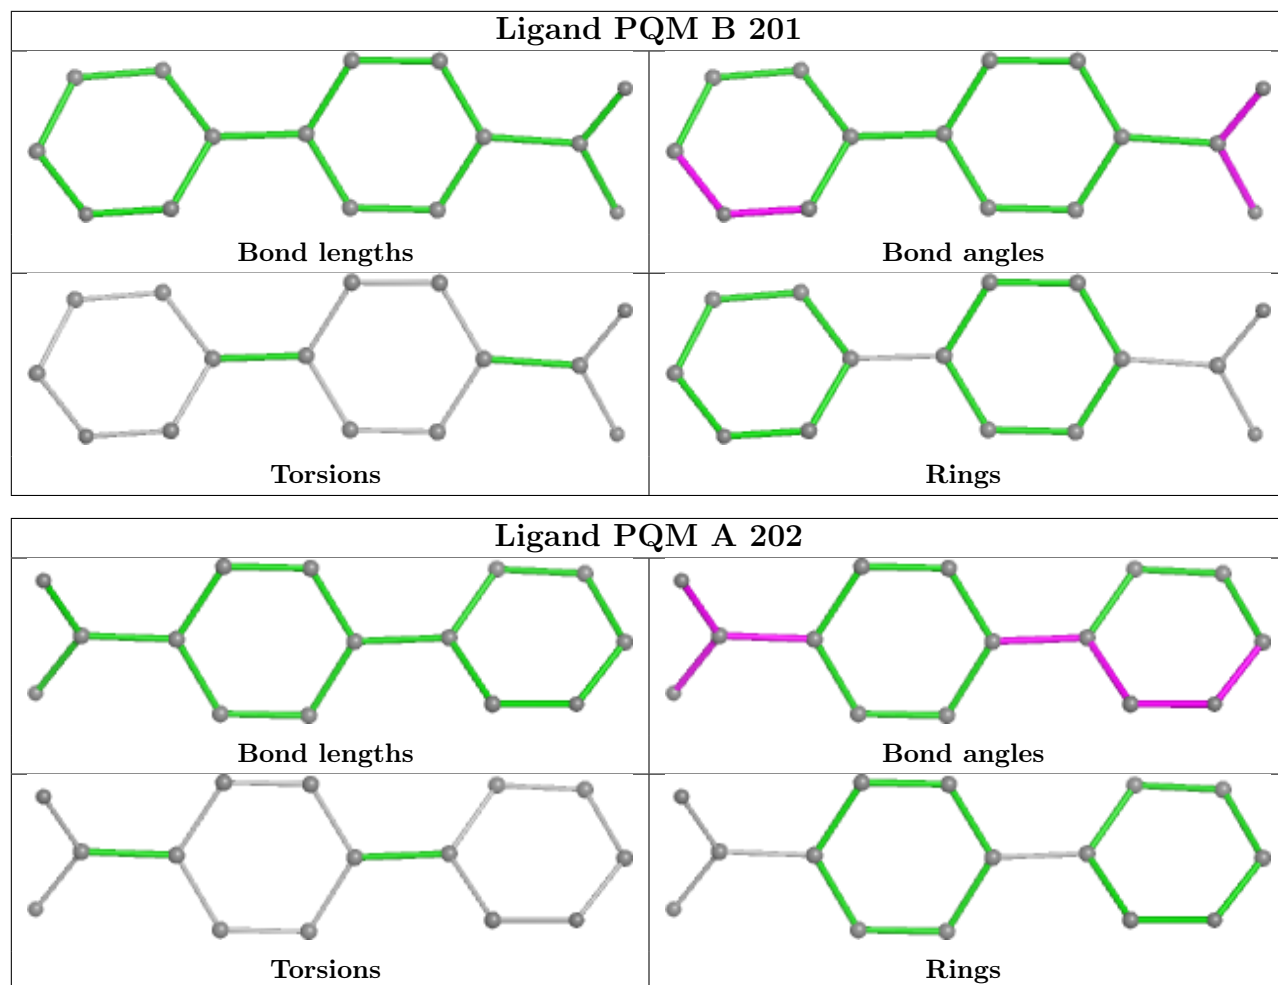 Ligand PQM B 201
Bond lengths
Bond angles
Torsions
Rings
Ligand PQM A 202
Bond lengths
Bond angles
Torsions
Rings